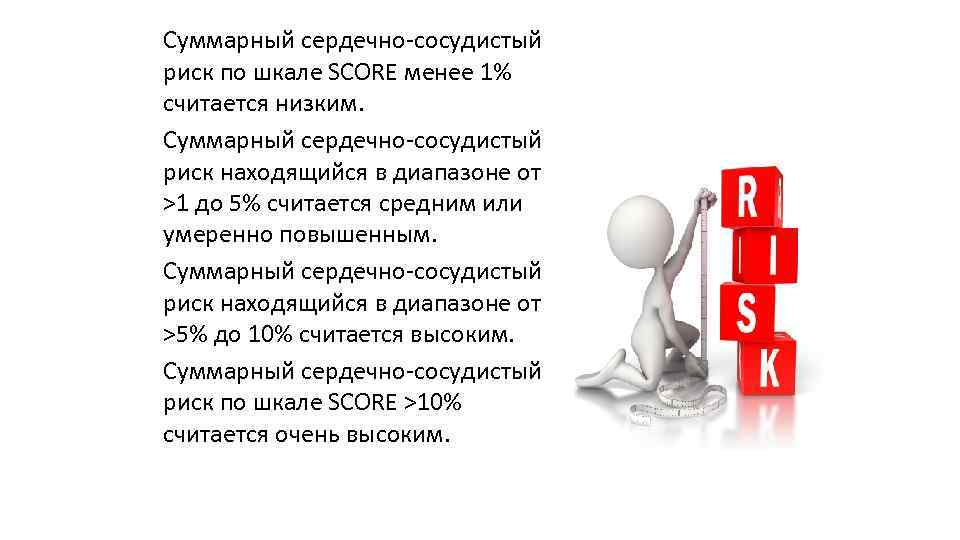 Суммарный сердечно-сосудистый
риск по шкале SCORE менее 1%
считается низким.
Суммарный сердечно-сосудистый
риск находящийся в диапазоне от
>1 до 5% считается средним или
умеренно повышенным.
Суммарный сердечно-сосудистый
риск находящийся в диапазоне от
>5% до 10% считается высоким.
Суммарный сердечно-сосудистый
риск по шкале SCORE >10%
считается очень высоким.
R
I
S
K